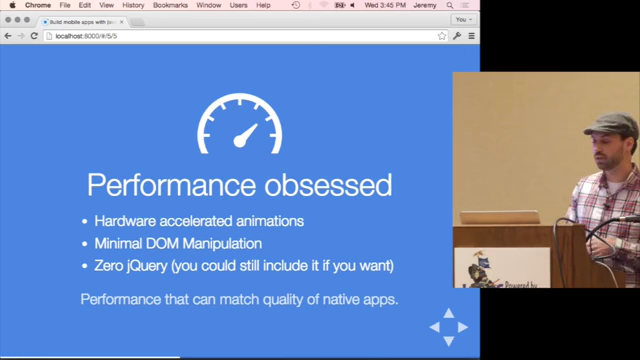 Chrome File Edit View History Bookmarks Window Users Help Wed 3:45 PM Jeremy
Build mobile apps with
You
localhost:8000/#/5/5
Performance obsessed
• Hardware accelerated animations
• Minimal DOM Manipulation
• Zero jQuery (you could still include it if you want)
Performance that can match quality of native apps.
Powered by